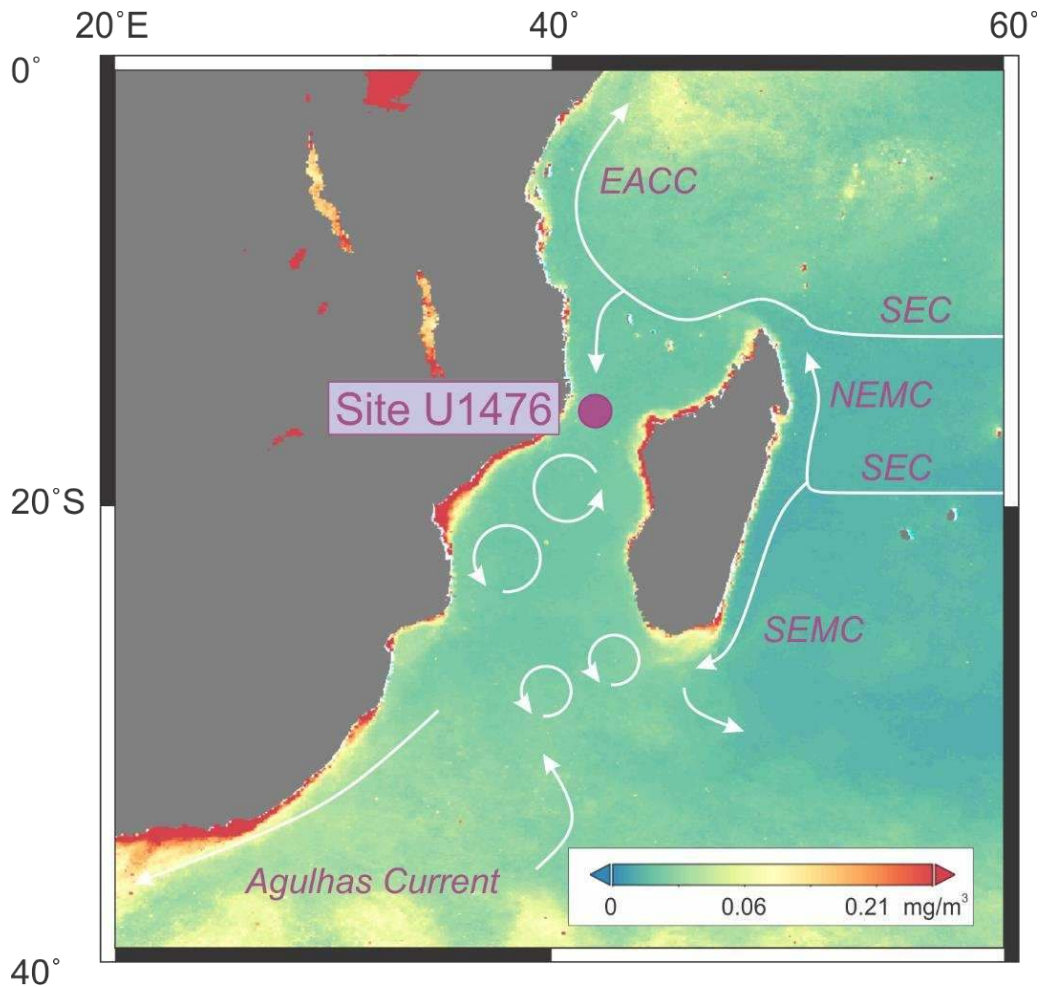 20°E
40
60°
0°
EACC
SEC
NEMC
Site U1476
SEC
20°S
SEMC
Agulhas Current
0
0.06
0.21
mg/m³
40°